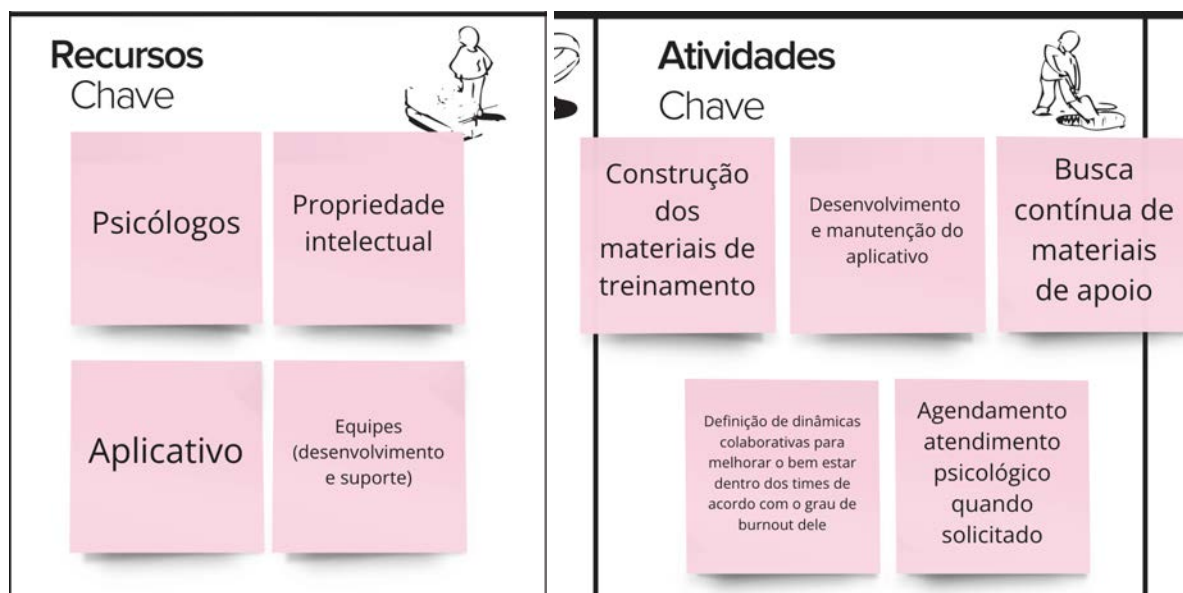 Recursos
Chave
Psicólogos
Propriedade
intelectual
Aplicativo
Equipes
(desenvolvimento
e suporte)
Atividades
Chave
Construção
dos
materiais de
treinamento
Desenvolvimento
e manutenção do
aplicativo
Busca
contínua de
materiais
de apoio
Definição de dinâmicas
colaborativas para
melhorar o bem estar
dentro dos times de
acordo com o grau de
burnout dele
Agendamento
atendimento
psicológico
quando
solicitado